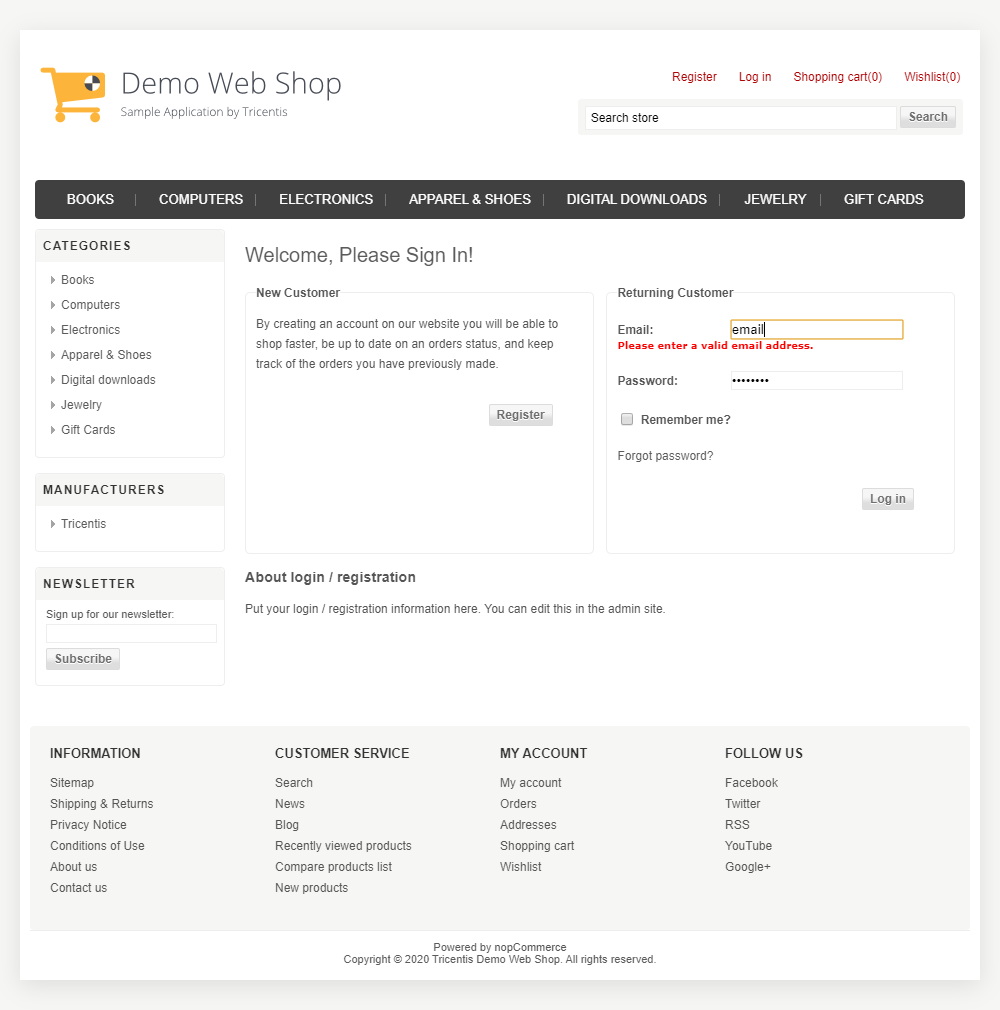 Demo Web Shop
Sample Application by Tricentis
Register Log in Shopping cart(0) Wishlist(0)
Search store Search
BOOKS COMPUTERS ELECTRONICS APPAREL & SHOES DIGITAL DOWNLOADS JEWELRY GIFT CARDS
CATEGORIES
Books
Computers
Electronics
Apparel & Shoes
Digital downloads
Jewelry
Gift Cards
MANUFACTURERS
Tricentis
NEWSLETTER
Sign up for our newsletter:
Subscribe
Welcome, Please Sign In!
New Customer
By creating an account on our website you will be able to
shop faster, be up to date on an orders status, and keep
track of the orders you have previously made.
Register
Returning Customer
Email: email
Please enter a valid email address.
Password: ••••••••
Remember me?
Forgot password?
Log in
About login / registration
Put your login / registration information here. You can edit this in the admin site.
INFORMATION
Sitemap
Shipping & Returns
Privacy Notice
Conditions of Use
About us
Contact us
CUSTOMER SERVICE
Search
News
Blog
Recently viewed products
Compare products list
New products
MY ACCOUNT
My account
Orders
Addresses
Shopping cart
Wishlist
FOLLOW US
Facebook
Twitter
RSS
YouTube
Google+
Powered by nopCommerce
Copyright © 2020 Tricentis Demo Web Shop. All rights reserved.